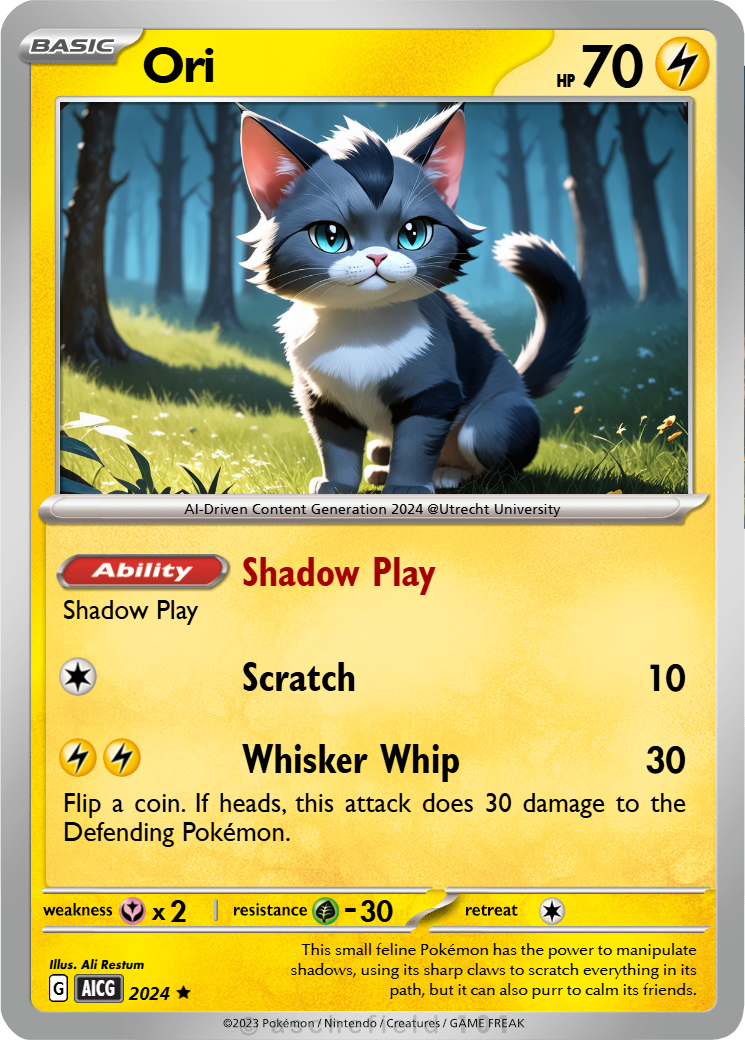 BASIC
Ori
HP 70
AI-Driven Content Generation 2024 @Utrecht University
Ability Shadow Play
Shadow Play
Scratch 10
Whisker Whip 30
Flip a coin. If heads, this attack does 30 damage to the
Defending Pokémon.
weakness x 2 | resistance -30 retreat
This small feline Pokémon has the power to manipulate
shadows, using its sharp claws to scratch everything in its
path, but it can also purr to calm its friends.
Illus. Ali Restum
G AICG 2024 ★
©2023 Pokémon / Nintendo / Creatures / GAME FREAK